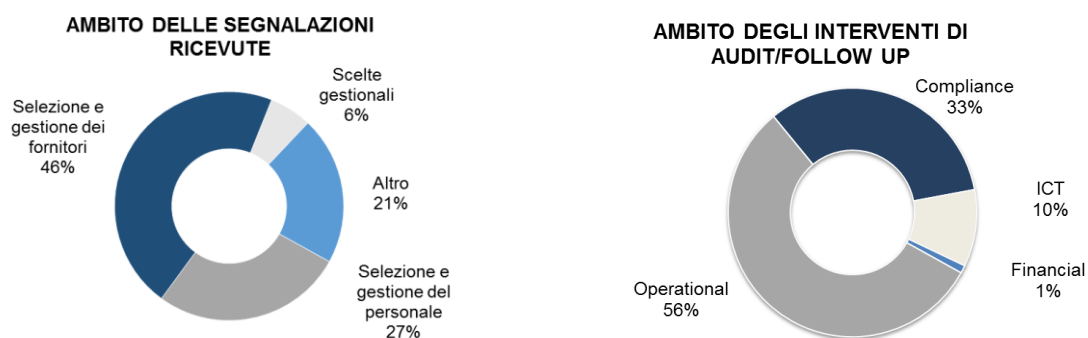 AMBITO DELLE SEGNALAZIONI
RICEVUTE
Scelte
gestionali
6%
Selezione e
gestione dei
fornitori
46%
Altro
21%
Selezione e
gestione del
personale
27%
AMBITO DEGLI INTERVENTI DI
AUDIT/FOLLOW UP
Compliance
33%
ICT
10%
Financial
1%
Operational
56%